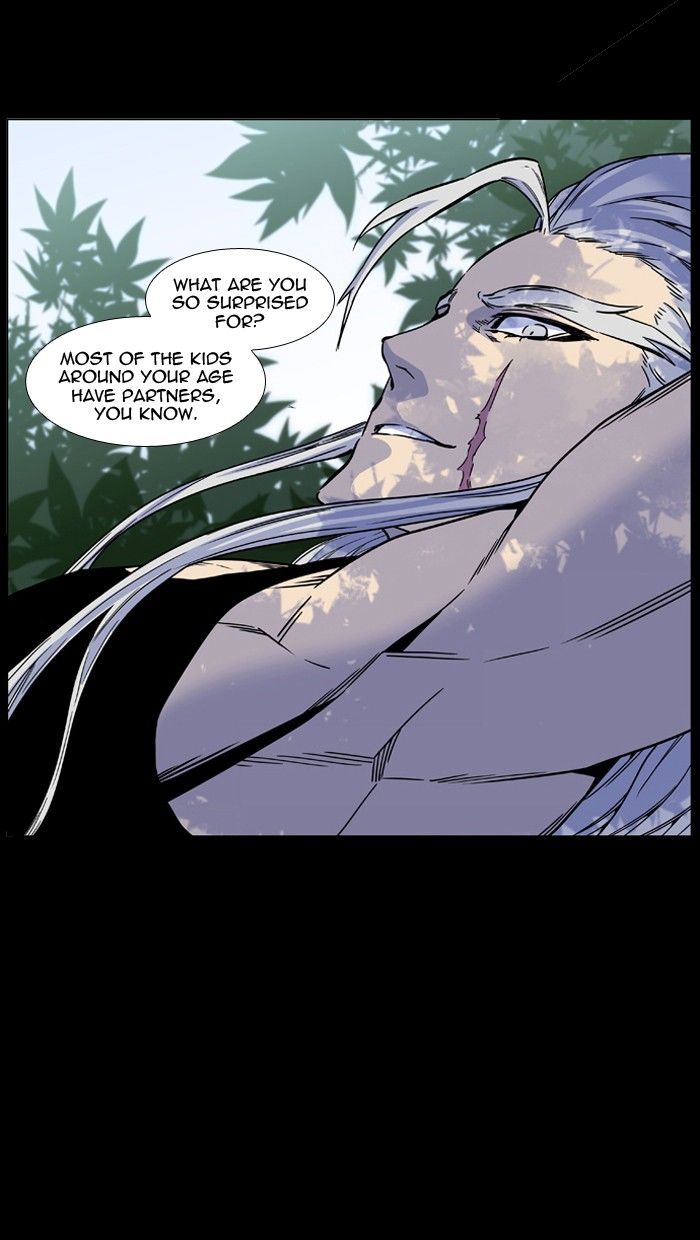 WHAT ARE YOU
SO SURPRISED
FOR?
MOST OF THE KIDS
AROUND YOUR AGE
HAVE PARTNERS,
YOU KNOW.